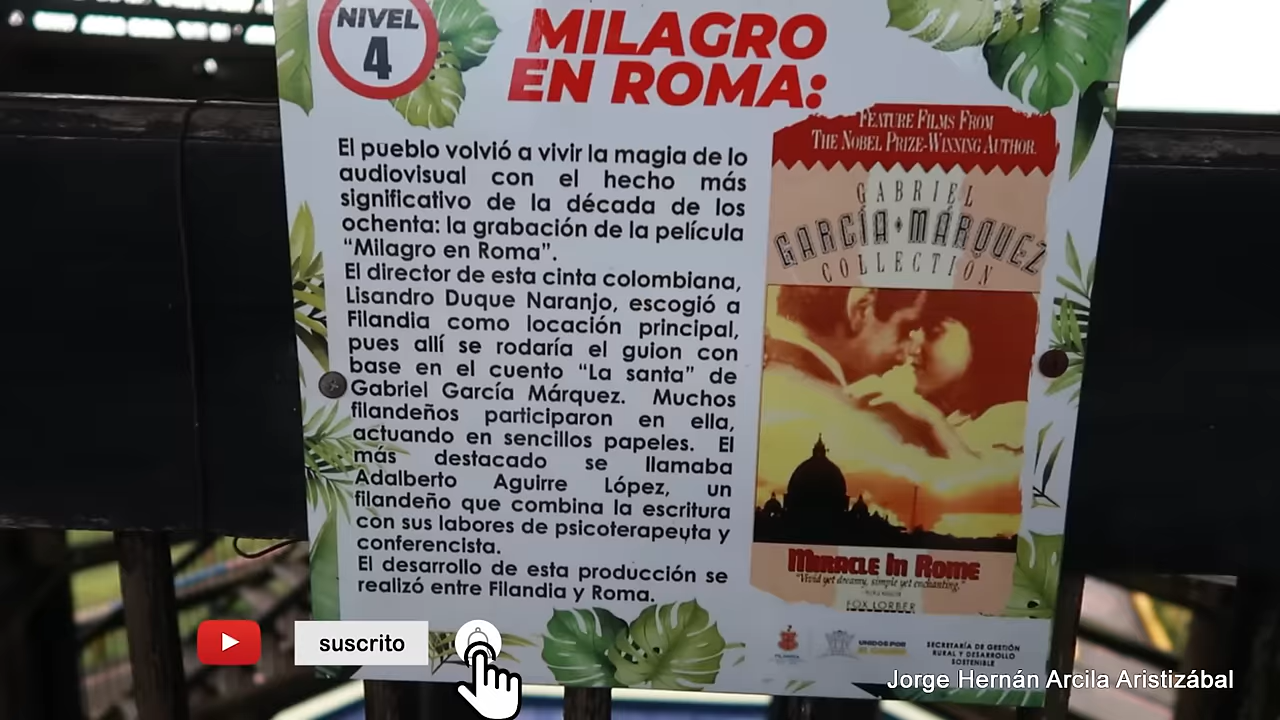 NIVEL
4
MILAGRO
EN ROMA:
El pueblo volvió a vivir la magia de lo
audiovisual con el hecho más
significativo de la década de los
ochenta: la grabación de la película
“Milagro en Roma”.
El director de esta cinta colombiana,
Lisandro Duque Naranjo, escogió a
Filandia como locación principal,
pues allí se rodaría el guion con
base en el cuento “La santa” de
Gabriel García Márquez. Muchos
filandeños participaron en ella,
actuando en sencillos papeles. El
más destacado se llamaba
Adalberto Aguirre López, un
filandeño que combina la escritura
con sus labores de psicoterapeuta y
conferencista.
El desarrollo de esta producción se
realizó entre Filandia y Roma.
FEATURE FILMS FROM
THE NOBEL PRIZE-WINNING AUTHOR.
GABRIEL
GARCÍA MÁRQUEZ
COLLECTION
MIRACLE IN ROME
"Vivid yet dreamy, simple yet enchanting."
FOX LORBER
UNIDOS POR
SECRETARÍA DE GESTIÓN
RURAL Y DESARROLLO
SOSTENIBLE
suscrito
Jorge Hernán Arcila Aristizábal